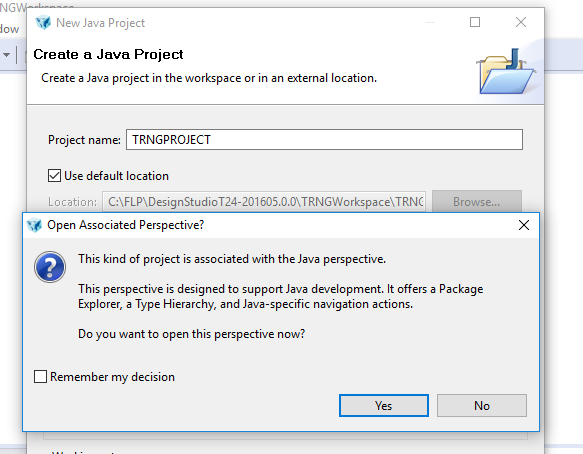 NGWorkspace
New Java Project
dow
Create a Java Project
Create a Java project in the workspace or in an external location.
Project name: TRNGPROJECT
Use default location
Location: C:\FLP\DesignStudioT24-201605.0.0\TRNGWorkspace\TRNG Browse...
Open Associated Perspective?
This kind of project is associated with the Java perspective.
This perspective is designed to support Java development. It offers a Package
Explorer, a Type Hierarchy, and Java-specific navigation actions.
Do you want to open this perspective now?
Remember my decision
Yes No